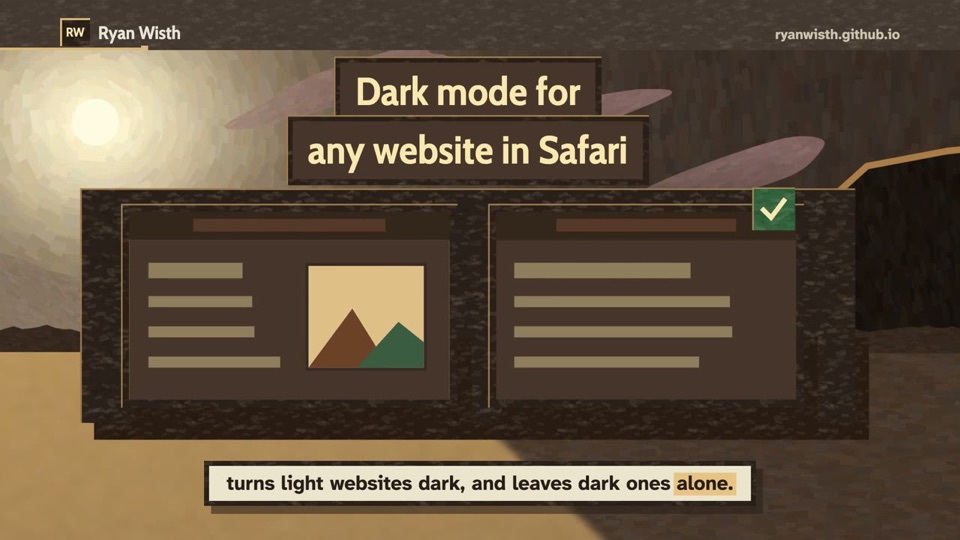 RW Ryan Wisth
ryanwisth.github.io
Dark mode for
any website in Safari
turns light websites dark, and leaves dark ones alone.